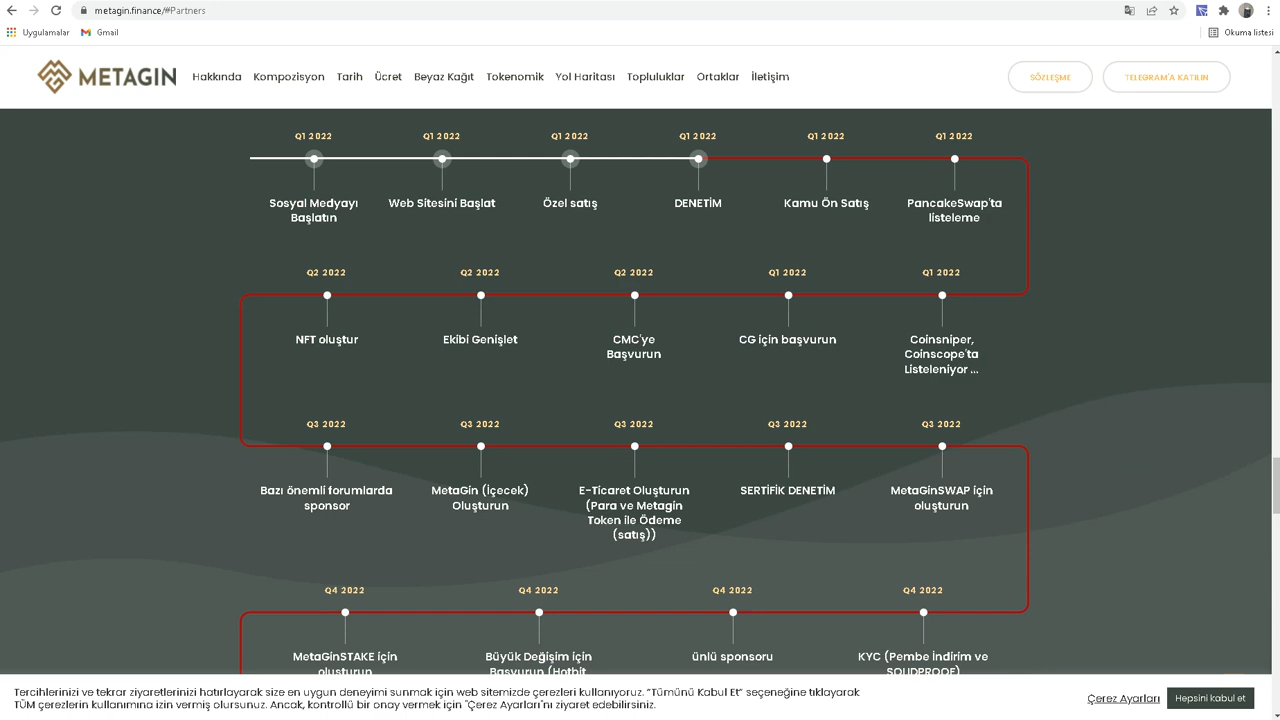 metagin.finance/#Partners
Uygulamalar
Gmail
Okuma listesi
METAGIN
Hakkında
Kompozisyon
Tarih
Ücret
Beyaz Kağıt
Tokenomik
Yol Haritası
Topluluklar
Ortaklar
İletişim
SÖZLEŞME
TELEGRAM'A KATILIN
Q1 2022
Q1 2022
Q1 2022
Q1 2022
Q1 2022
Q1 2022
Sosyal Medyayı
Başlatın
Web Sitesini Başlat
Özel satış
DENETİM
Kamu Ön Satış
PancakeSwap'ta
listeleme
Q2 2022
Q2 2022
Q2 2022
Q1 2022
Q1 2022
NFT oluştur
Ekibi Genişlet
CMC'ye
Başvurun
CG için başvurun
Coinsniper,
Coinscope'ta
Listeleniyor ...
Q3 2022
Q3 2022
Q3 2022
Q3 2022
Q3 2022
Bazı önemli forumlarda
sponsor
MetaGin (İçecek)
Oluşturun
E-Ticaret Oluşturun
(Para ve Metagin
Token ile Ödeme
(satış))
SERTİFİK DENETİM
MetaGinSWAP için
oluşturun
Q4 2022
Q4 2022
Q4 2022
Q4 2022
MetaGinSTAKE için
oluşturun
Büyük Değişim için
Başvurun (Hotbit
ünlü sponsoru
KYC (Pembe İndirim ve
SOLIDPROOF)
Tercihlerinizi ve tekrar ziyaretlerinizi hatırlayarak size en uygun deneyimi sunmak için web sitemizde çerezleri kullanıyoruz. “Tümünü Kabul Et” seçeneğine tıklayarak
TÜM çerezlerin kullanımına izin vermiş olursunuz. Ancak, kontrollü bir onay vermek için "Çerez Ayarları"nı ziyaret edebilirsiniz.
Çerez Ayarları
Hepsini kabul et